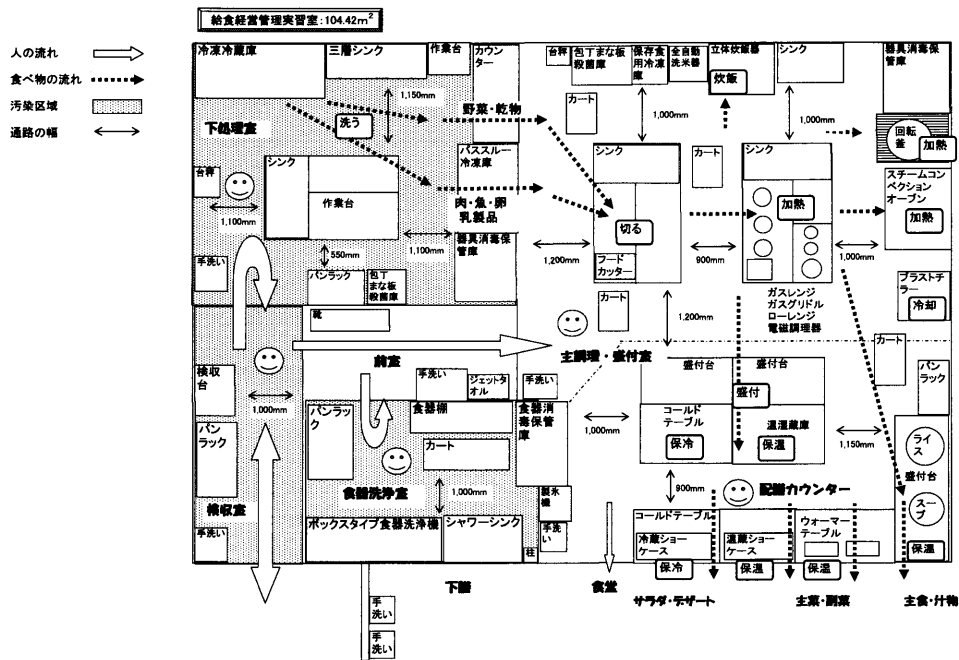 給食経営管理実習室:104.42m²
人の流れ
食べ物の流れ
汚染区域
通路の幅
冷凍冷蔵庫
三層シンク
作業台
カウン
ター
台秤
包丁まな板
殺菌庫
保存食
用冷凍
庫
全自動
洗米器
立体炊飯器
炊飯
シンク
器具消毒保
管庫
1,150mm
野菜・乾物
カート
1,000mm
1,000mm
回転
釜
加熱
下処理室
洗う
パススルー
冷凍庫
シンク
カート
シンク
スチームコン
ベクション
オーブン
加熱
台秤
シンク
作業台
肉・魚・卵
乳製品
切る
加熱
1,100mm
1,100mm
器具消毒保
管庫
1,200mm
900mm
1,000mm
手洗い
550mm
パンラック
包丁
まな板
殺菌庫
フード
カッター
カート
ガスレンジ
ガスグリドル
ローレンジ
電磁調理器
ブラストチ
ラー
冷却
靴
1,200mm
前室
主調理・盛付室
カート
検収
台
1,000mm
手洗い
ジェットタ
オル
手洗い
盛付台
盛付台
パン
ラック
パン
ラック
パンラッ
ク
食器棚
食器消
毒保管
庫
盛付
カート
1,000mm
コールド
テーブル
保冷
温蔵庫
保温
1,150mm
ライ
ス
盛付台
食器洗浄室
1,000mm
900mm
配膳カウンター
スー
プ
検収室
製氷
機
手洗い
ボックスタイプ食器洗浄機
シャワーシンク
柱
手洗
い
コールドテーブル
冷蔵ショー
ケース
保冷
温蔵ショー
ケース
保温
ウォーマー
テーブル
保温
保温
下膳
食堂
サラダ・デザート
主菜・副菜
主食・汁物
手
洗い
手
洗い